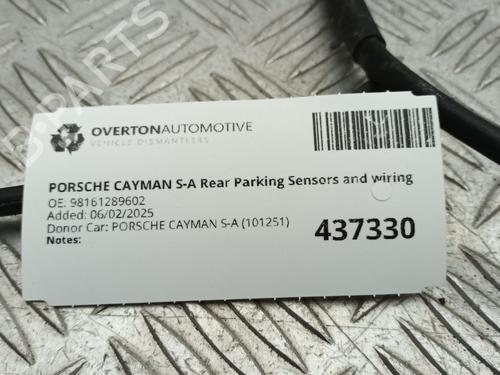 OVERTONAUTOMOTIVE
VEHICLE DISMANTLERS
PORSCHE CAYMAN S-A Rear Parking Sensors and wiring
OE: 98161289602
Added: 06/02/2025
Donor Car: PORSCHE CAYMAN S-A (101251)
Notes:
437330
B-PARTS